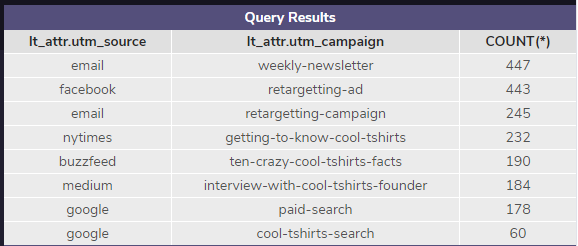 Query Results
lt_attr.utm_source lt_attr.utm_campaign COUNT(*)
email weekly-newsletter 447
facebook retargetting-ad 443
email retargetting-campaign 245
nytimes getting-to-know-cool-tshirts 232
buzzfeed ten-crazy-cool-tshirts-facts 190
medium interview-with-cool-tshirts-founder 184
google paid-search 178
google cool-tshirts-search 60